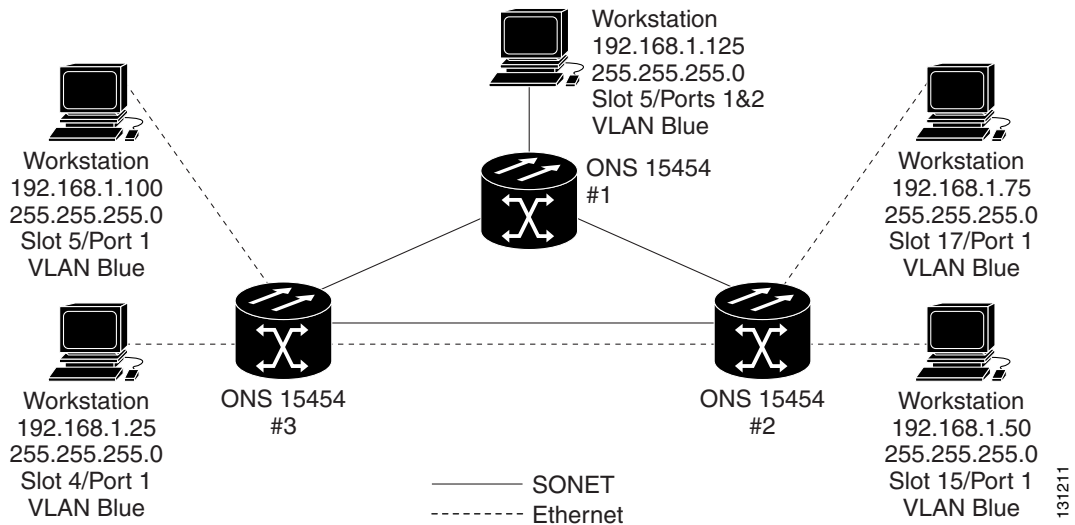 Workstation
192.168.1.125
255.255.255.0
Slot 5/Ports 1&2
VLAN Blue
ONS 15454
#1
Workstation
192.168.1.100
255.255.255.0
Slot 5/Port 1
VLAN Blue
Workstation
192.168.1.75
255.255.255.0
Slot 17/Port 1
VLAN Blue
Workstation
192.168.1.25
255.255.255.0
Slot 4/Port 1
VLAN Blue
ONS 15454
#3
ONS 15454
#2
Workstation
192.168.1.50
255.255.255.0
Slot 15/Port 1
VLAN Blue
SONET
Ethernet
131211